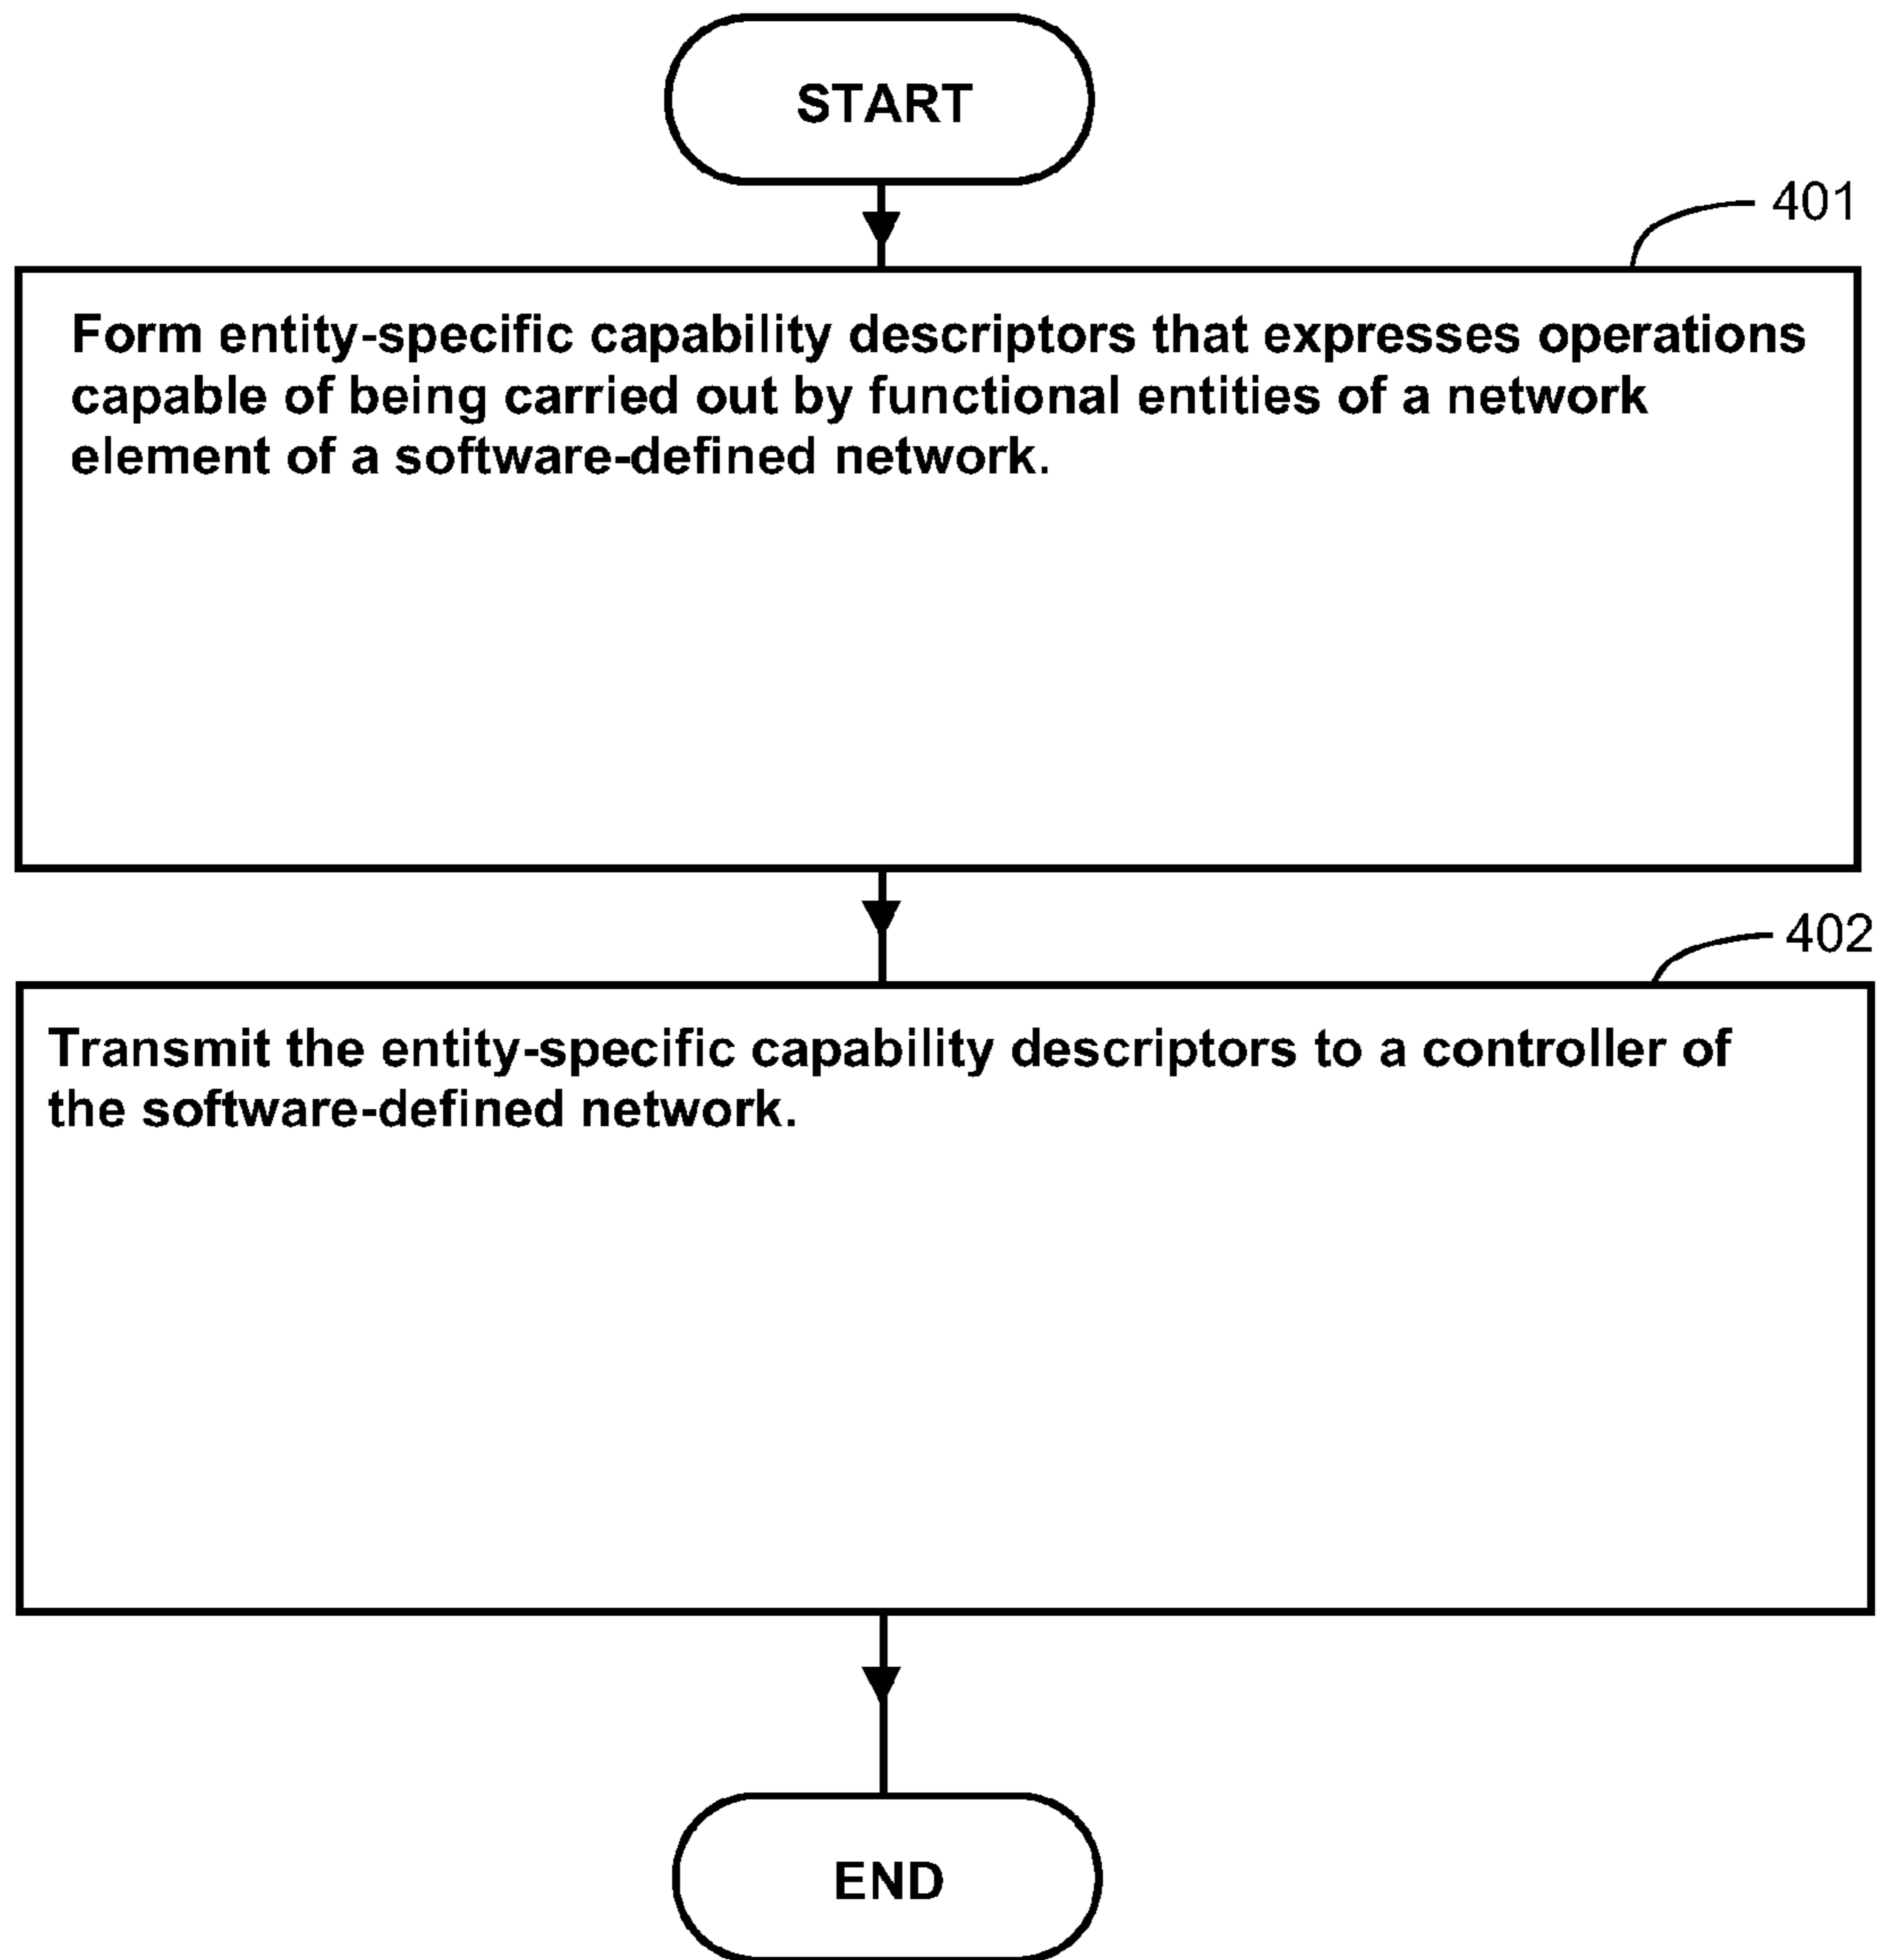 START
401
Form entity-specific capability descriptors that expresses operations
capable of being carried out by functional entities of a network
element of a software-defined network.
402
Transmit the entity-specific capability descriptors to a controller of
the software-defined network.
END